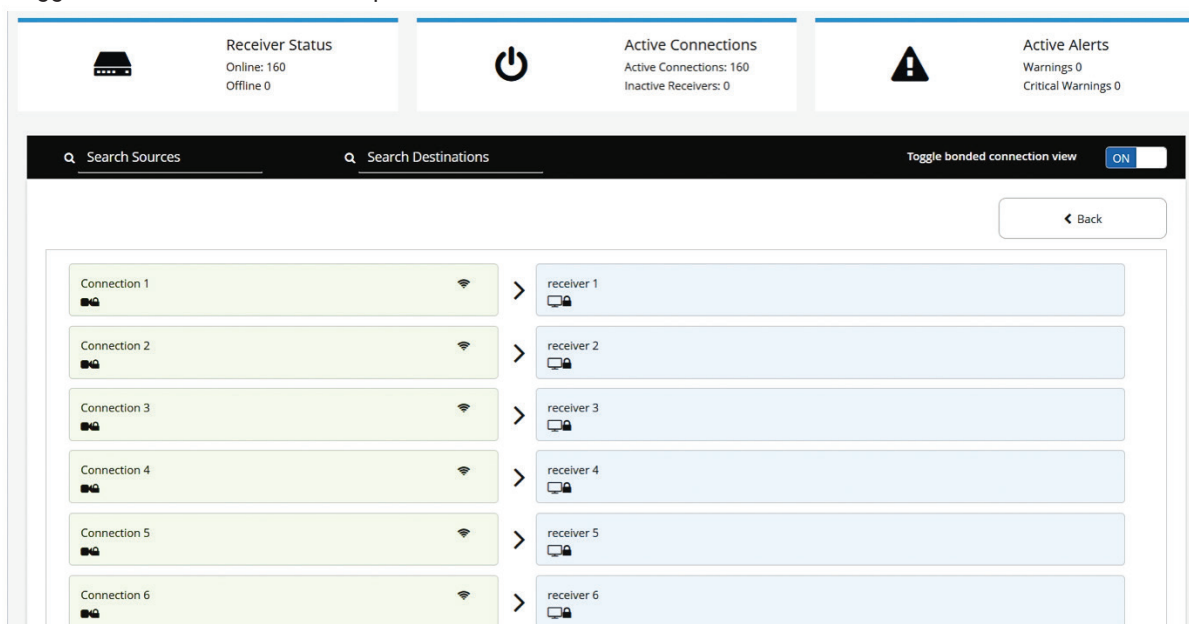 Receiver Status
Online: 160
Offline 0
Active Connections
Active Connections: 160
Inactive Receivers: 0
Active Alerts
Warnings 0
Critical Warnings 0
Search Sources
Search Destinations
Toggle bonded connection view
ON
Back
Connection 1
receiver 1
Connection 2
receiver 2
Connection 3
receiver 3
Connection 4
receiver 4
Connection 5
receiver 5
Connection 6
receiver 6